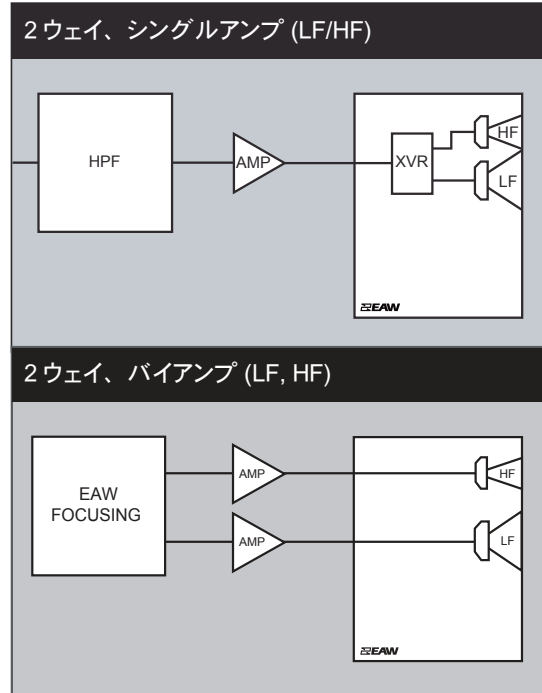 2 ウェイ、シングルアンプ (LF/HF)
HPF
AMP
XVR
HF
LF
EAW
2 ウェイ、バイアンプ (LF, HF)
EAW
FOCUSING
AMP
AMP
HF
LF
EAW